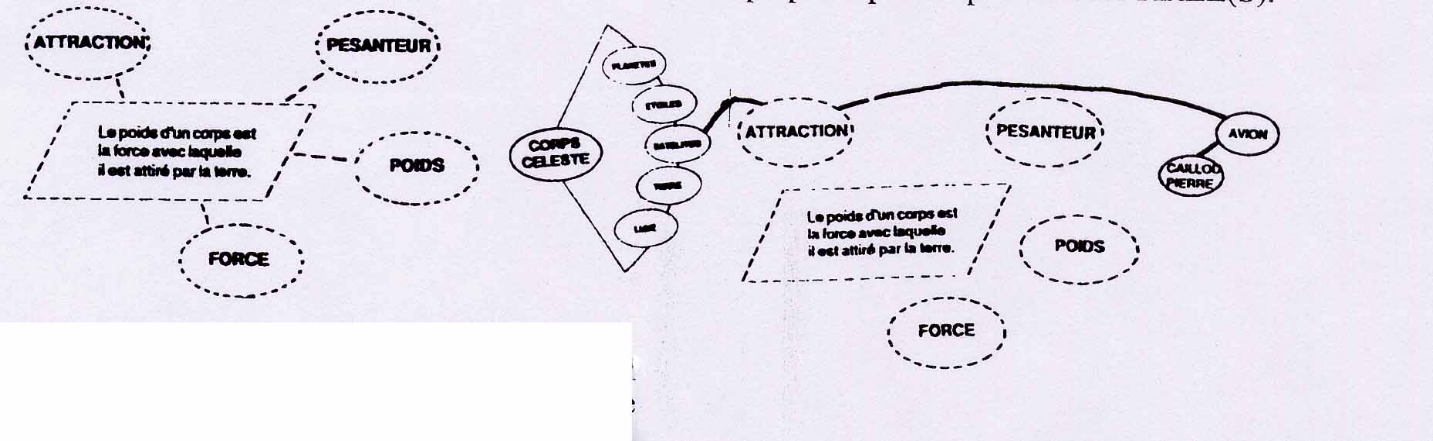 ATTRACTION
PESANTEUR
Le poids d'un corps est
la force avec laquelle
il est attiré par la terre.
POIDS
FORCE
PLANETES
ETOILES
SATELLITES
TERRE
LUNE
CORPS
CELESTE
ATTRACTION
PESANTEUR
AVION
CAILLOU
PIERRE
Le poids d'un corps est
la force avec laquelle
il est attiré par la terre.
POIDS
FORCE